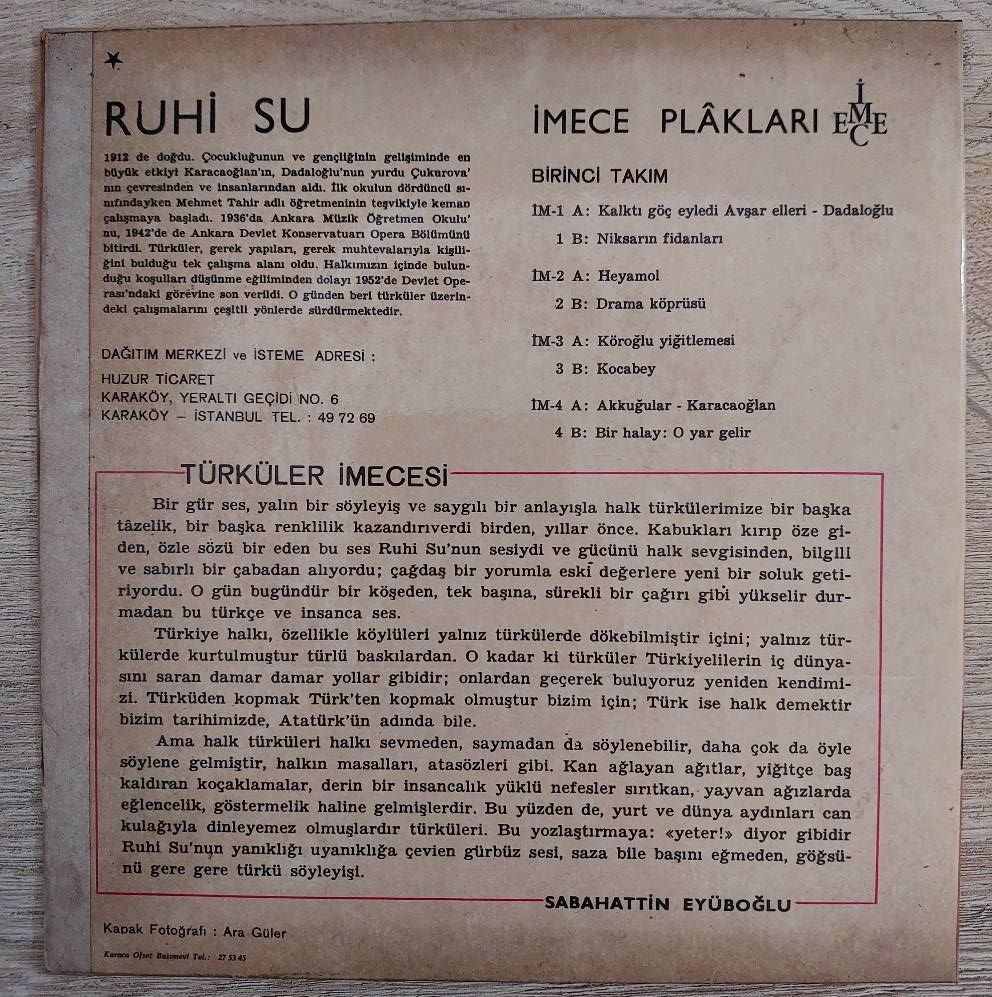 RUHİ SU
1912 de doğdu. Çocukluğunun ve gençliğinin gelişiminde en
büyük etkiyi Karacaoğlan'ın, Dadaloğlu'nun yurdu Çukurova'
nın çevresinden ve insanlarından aldı. İlk okulun dördüncü sı-
nıfındayken Mehmet Tahir adlı öğretmeninin teşvikiyle keman
çalışmaya başladı. 1936'da Ankara Müzik Öğretmen Okulu'
nu, 1942'de de Ankara Devlet Konservatuarı Opera Bölümünü
bitirdi. Türküler, gerek yapıları, gerek muhtevalarıyla kişili-
ğini bulduğu tek çalışma alanı oldu. Halkımızın içinde bulun-
duğu koşulları düşünme eğiliminden dolayı 1952'de Devlet Ope-
rası'ndaki görevine son verildi. O günden beri türküler üzerin-
deki çalışmalarını çeşitli yönlerde sürdürmektedir.
DAĞITIM MERKEZİ ve İSTEME ADRESİ :
HUZUR TİCARET
KARAKÖY, YERALTI GEÇİDİ NO. 6
KARAKÖY – İSTANBUL TEL. : 49 72 69
İMECE PLÂKLARI İMECE
BİRİNCİ TAKIM
İM-1 A: Kalktı göç eyledi Avşar elleri - Dadaloğlu
1 B: Niksarın fidanları
İM-2 A: Heyamol
2 B: Drama köprüsü
İM-3 A: Köroğlu yiğitlemesi
3 B: Kocabey
İM-4 A: Akkuğular - Karacaoğlan
4 B: Bir halay: O yar gelir
TÜRKÜLER İMECESİ
Bir gür ses, yalın bir söyleyiş ve saygılı bir anlayışla halk türkülerimize bir başka
tâzelik, bir başka renklilik kazandırıverdi birden, yıllar önce. Kabukları kırıp öze gi-
den, özle sözü bir eden bu ses Ruhi Su'nun sesiydi ve gücünü halk sevgisinden, bilgili
ve sabırlı bir çabadan alıyordu; çağdaş bir yorumla eski değerlere yeni bir soluk geti-
riyordu. O gün bugündür bir köşeden, tek başına, sürekli bir çağırı gibi yükselir dur-
madan bu türkçe ve insanca ses.
Türkiye halkı, özellikle köylüleri yalnız türkülerde dökebilmiştir içini; yalnız tür-
külerde kurtulmuştur türlü baskılardan. O kadar ki türküler Türkiyelilerin iç dünya-
sını saran damar damar yollar gibidir; onlardan geçerek buluyoruz yeniden kendimi-
zi. Türküden kopmak Türk'ten kopmak olmuştur bizim için; Türk ise halk demektir
bizim tarihimizde, Atatürk'ün adında bile.
Ama halk türküleri halkı sevmeden, saymadan da söylenebilir, daha çok da öyle
söylene gelmiştir, halkın masalları, atasözleri gibi. Kan ağlayan ağıtlar, yiğitçe baş
kaldıran koçaklamalar, derin bir insancalık yüklü nefesler sırıtkan, yayvan ağızlarda
eğlencelik, göstermelik haline gelmişlerdir. Bu yüzden de, yurt ve dünya aydınları can
kulağıyla dinleyemez olmuşlardır türküleri. Bu yozlaştırmaya: «yeter!» diyor gibidir
Ruhi Su'nun yanıklığı uyanıklığa çevien gürbüz sesi, saza bile başını eğmeden, göğsü-
nü gere gere türkü söyleyişi.
SABAHATTİN EYÜBOĞLU
Kapak Fotoğrafı : Ara Güler
Karaca Ofset Basımevi Tel.: 27 53 45